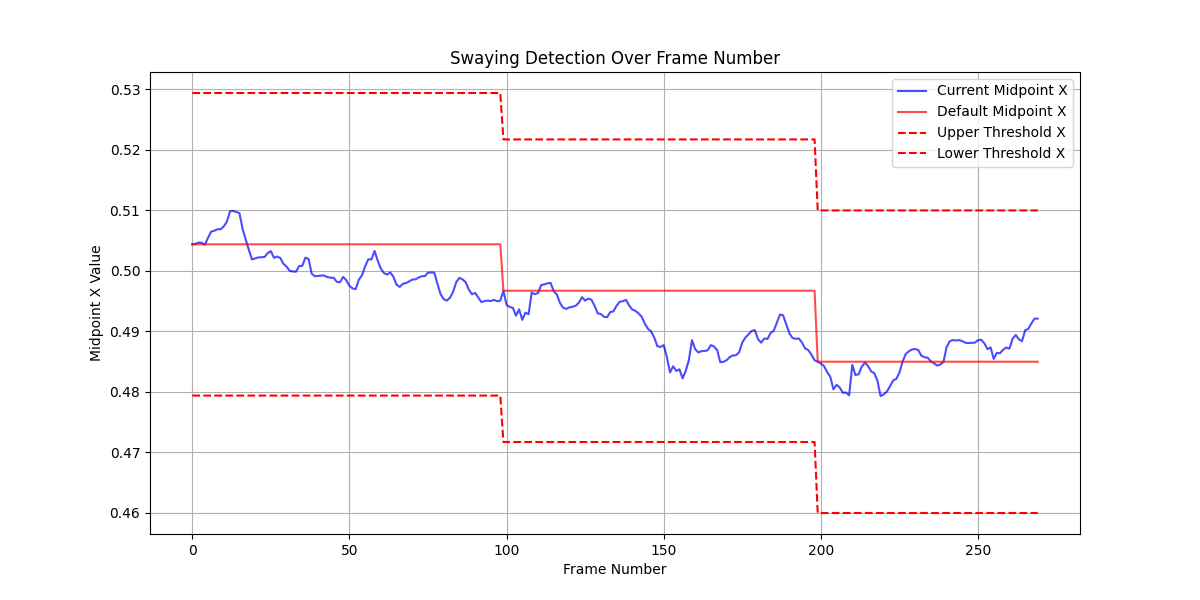 Swaying Detection Over Frame Number
Current Midpoint X
Default Midpoint X
Upper Threshold X
Lower Threshold X
Midpoint X Value
0.53
0.52
0.51
0.50
0.49
0.48
0.47
0.46
0 50 100 150 200 250
Frame Number